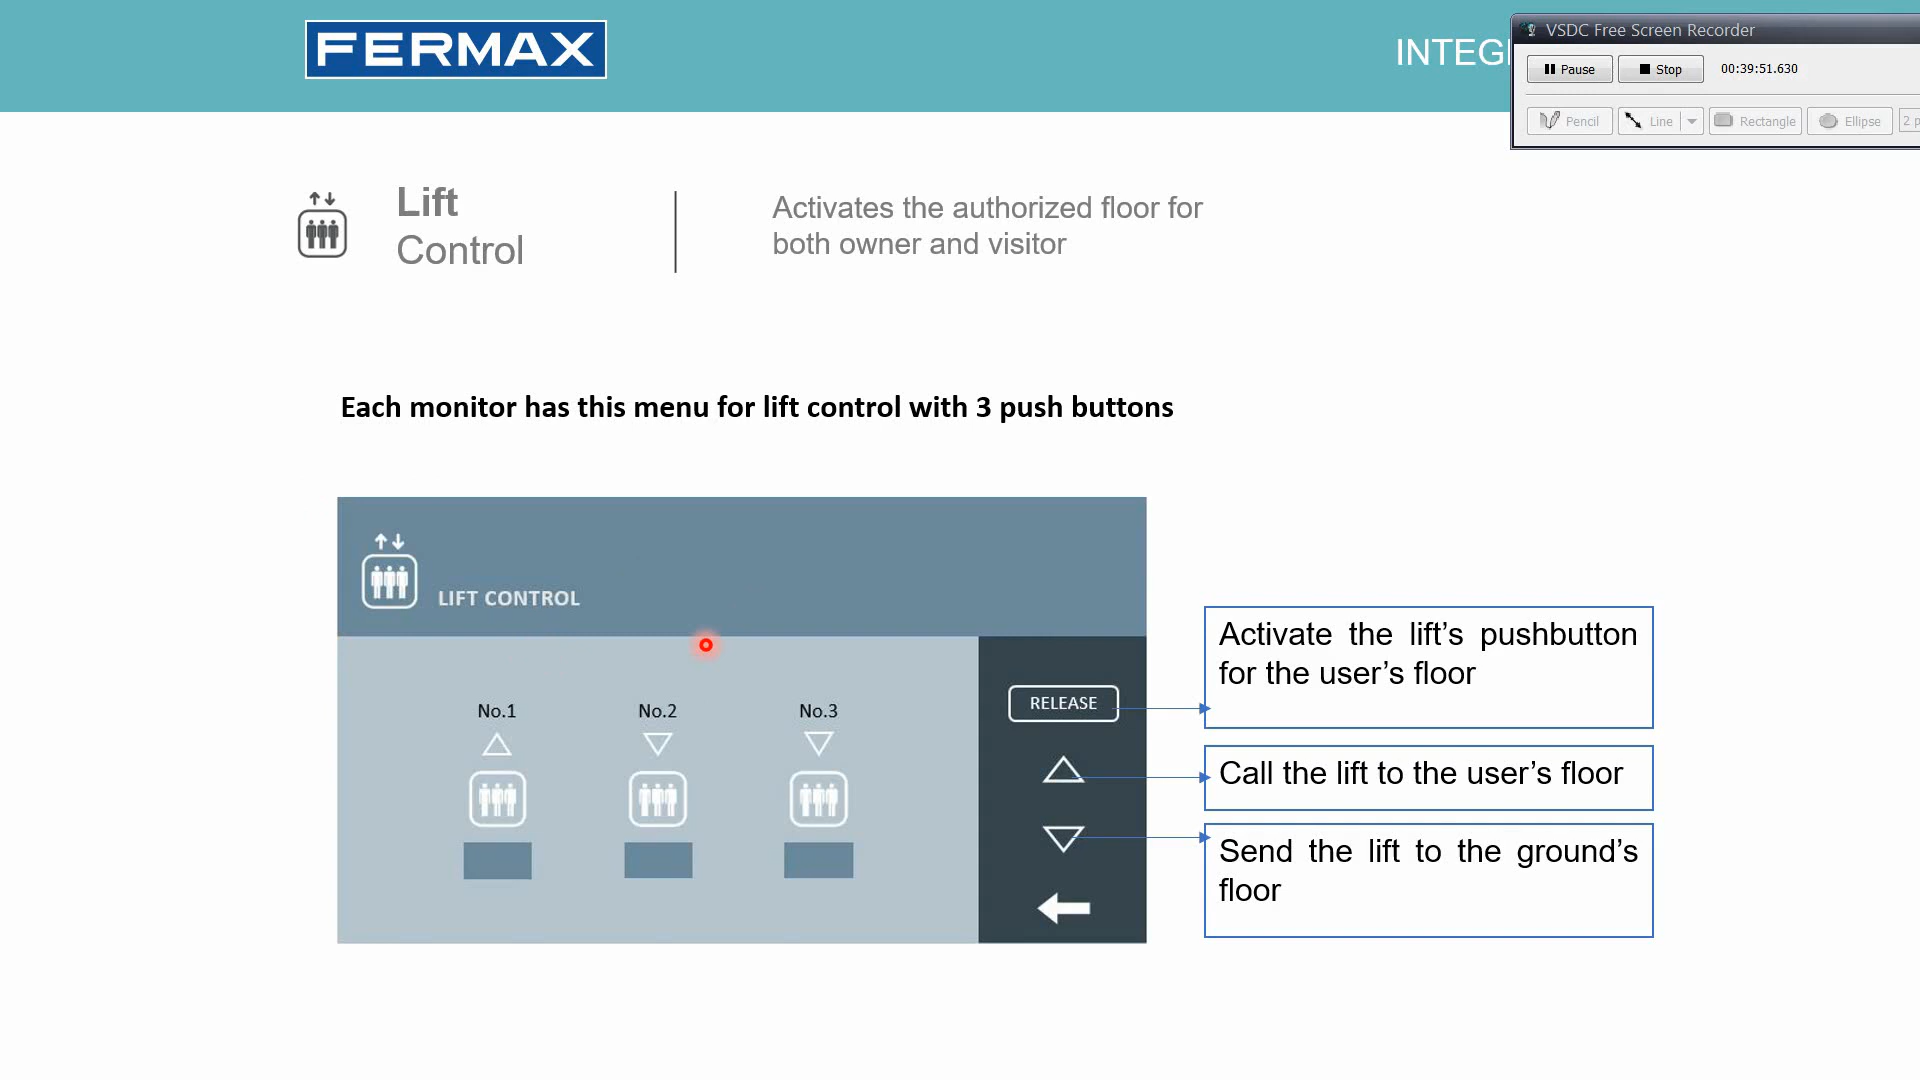 FERMAX
INTEG
VSDC Free Screen Recorder
Pause
Stop
00:39:51.630
Pencil
Line
Rectangle
Ellipse
2 p
Lift
Control
Activates the authorized floor for
both owner and visitor
Each monitor has this menu for lift control with 3 push buttons
LIFT CONTROL
No.1
No.2
No.3
RELEASE
Activate the lift’s pushbutton
for the user’s floor
Call the lift to the user’s floor
Send the lift to the ground’s
floor